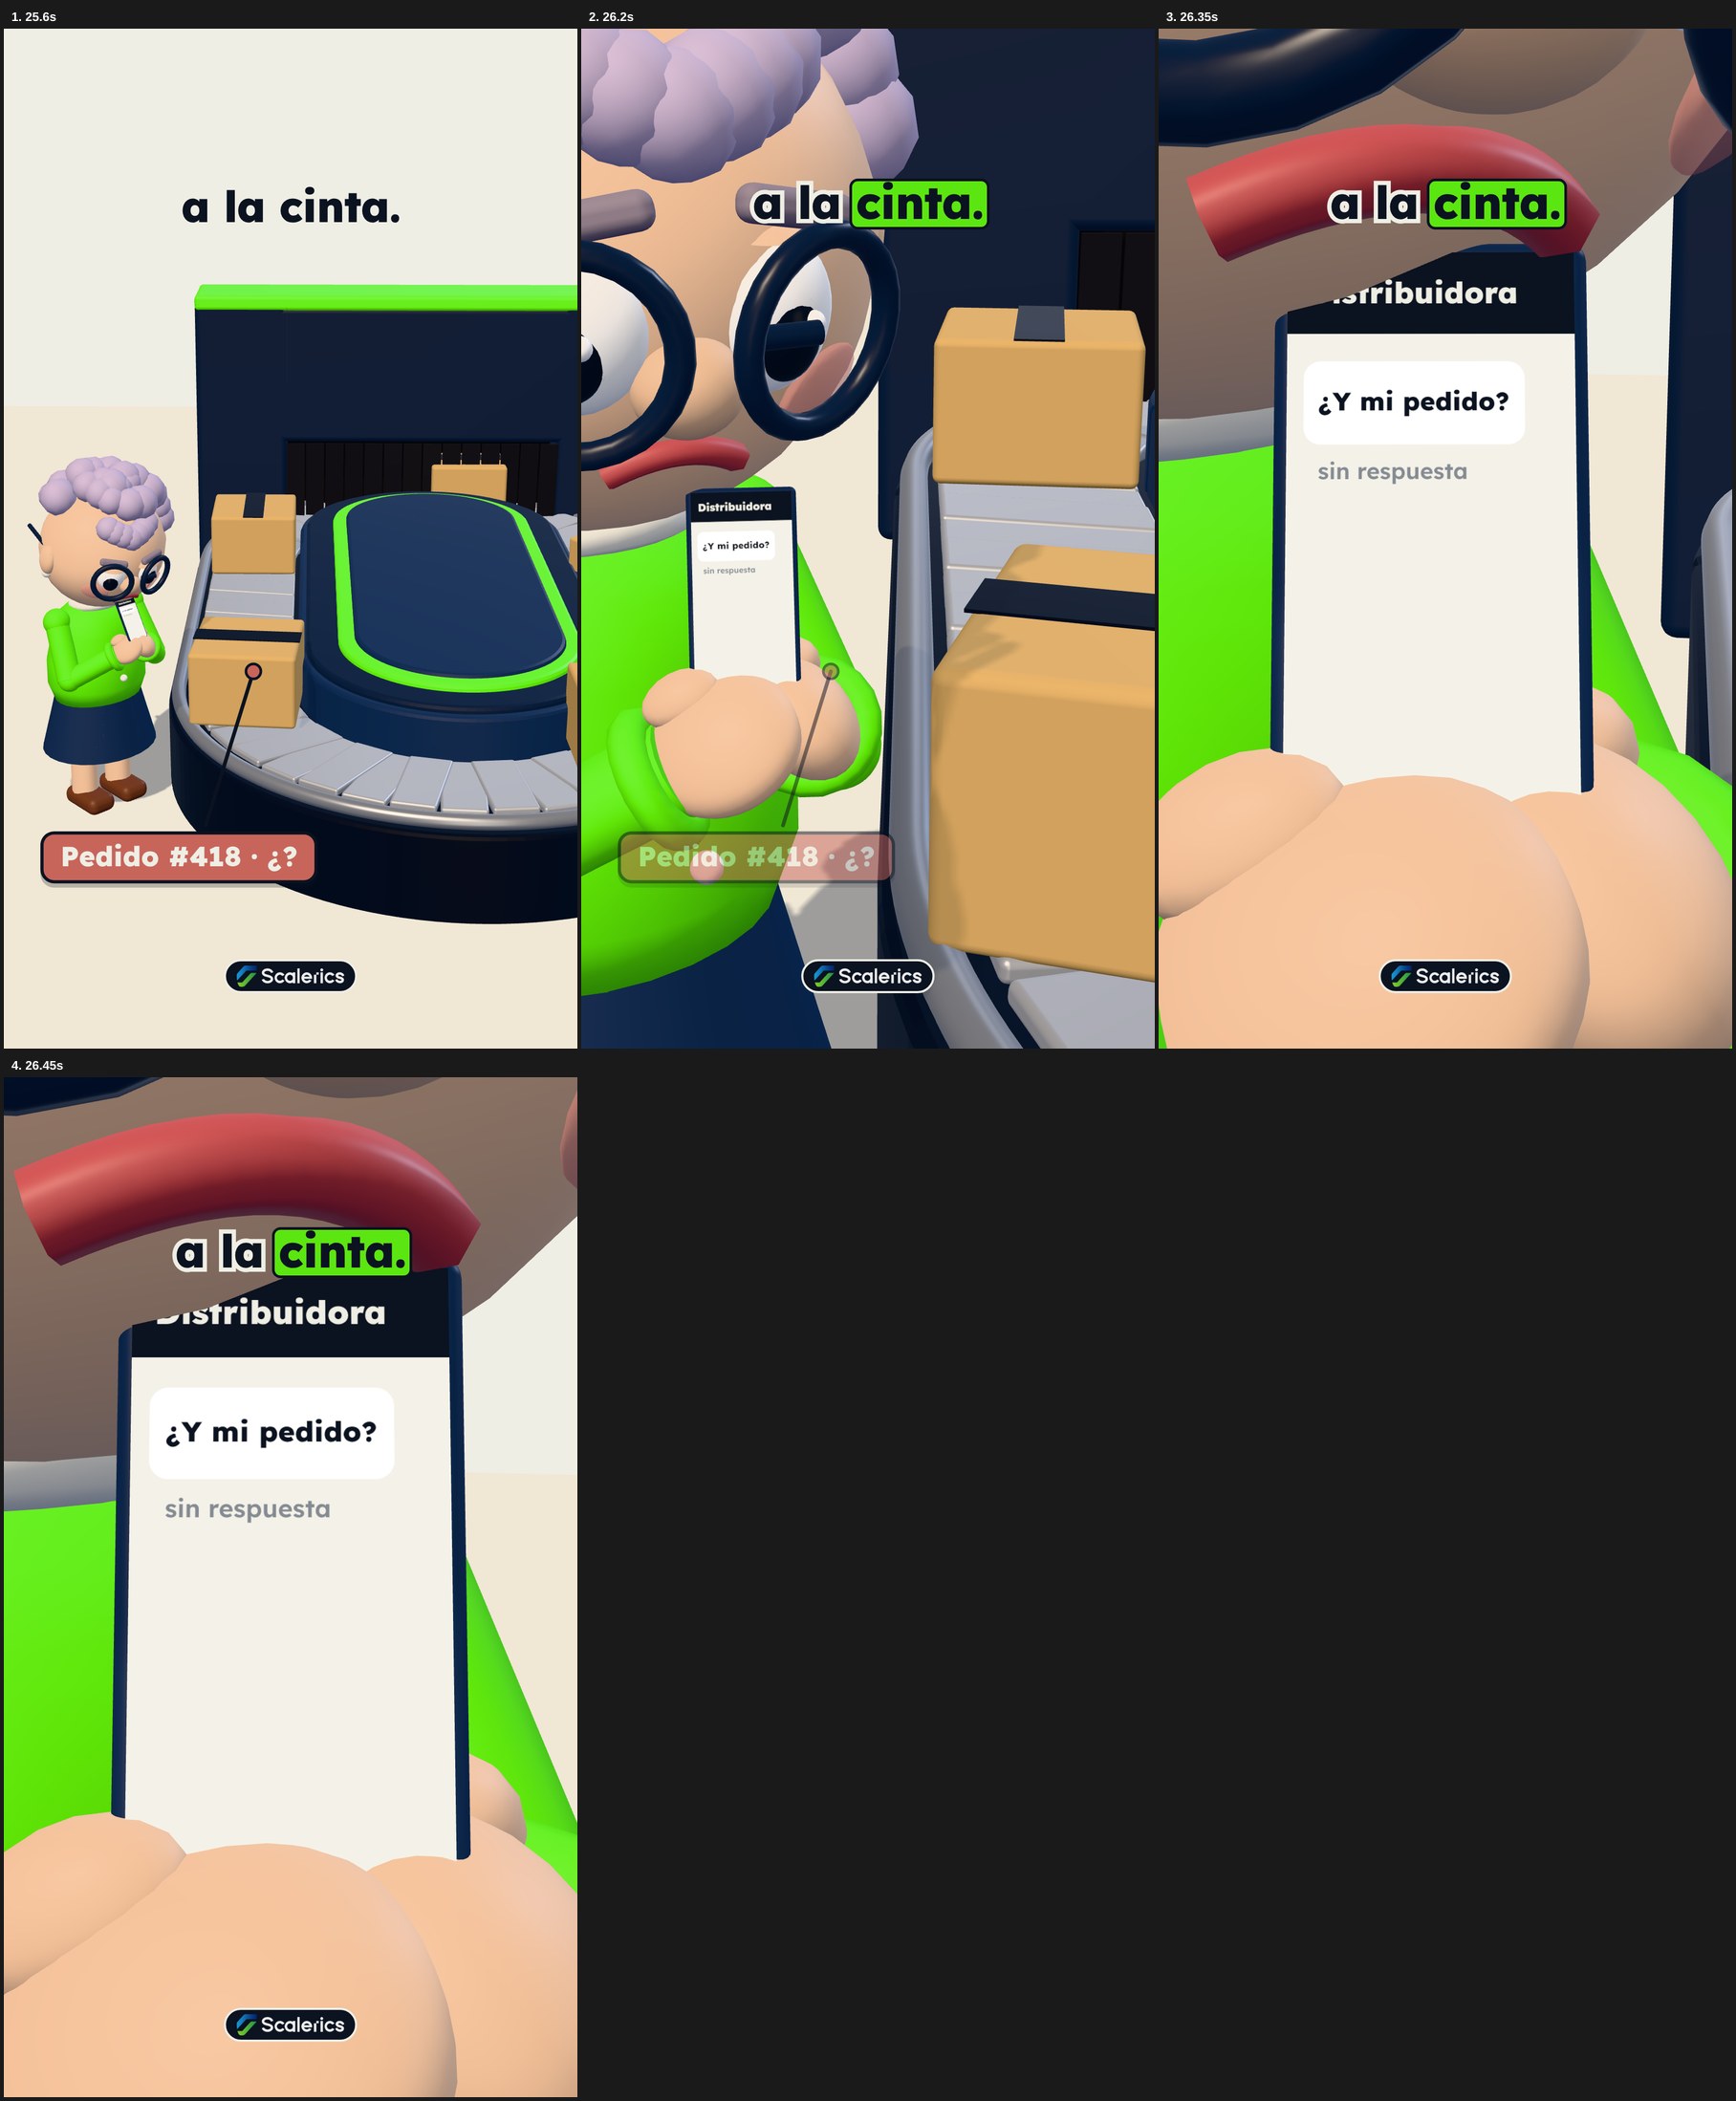 1. 25.6s
a la cinta.
Pedido #418 · ¿?
Scalerics
2. 26.2s
a la cinta.
Distribuidora
¿Y mi pedido?
sin respuesta
Pedido #418 · ¿?
Scalerics
3. 26.35s
a la cinta.
Distribuidora
¿Y mi pedido?
sin respuesta
Scalerics
4. 26.45s
a la cinta.
Distribuidora
¿Y mi pedido?
sin respuesta
Scalerics